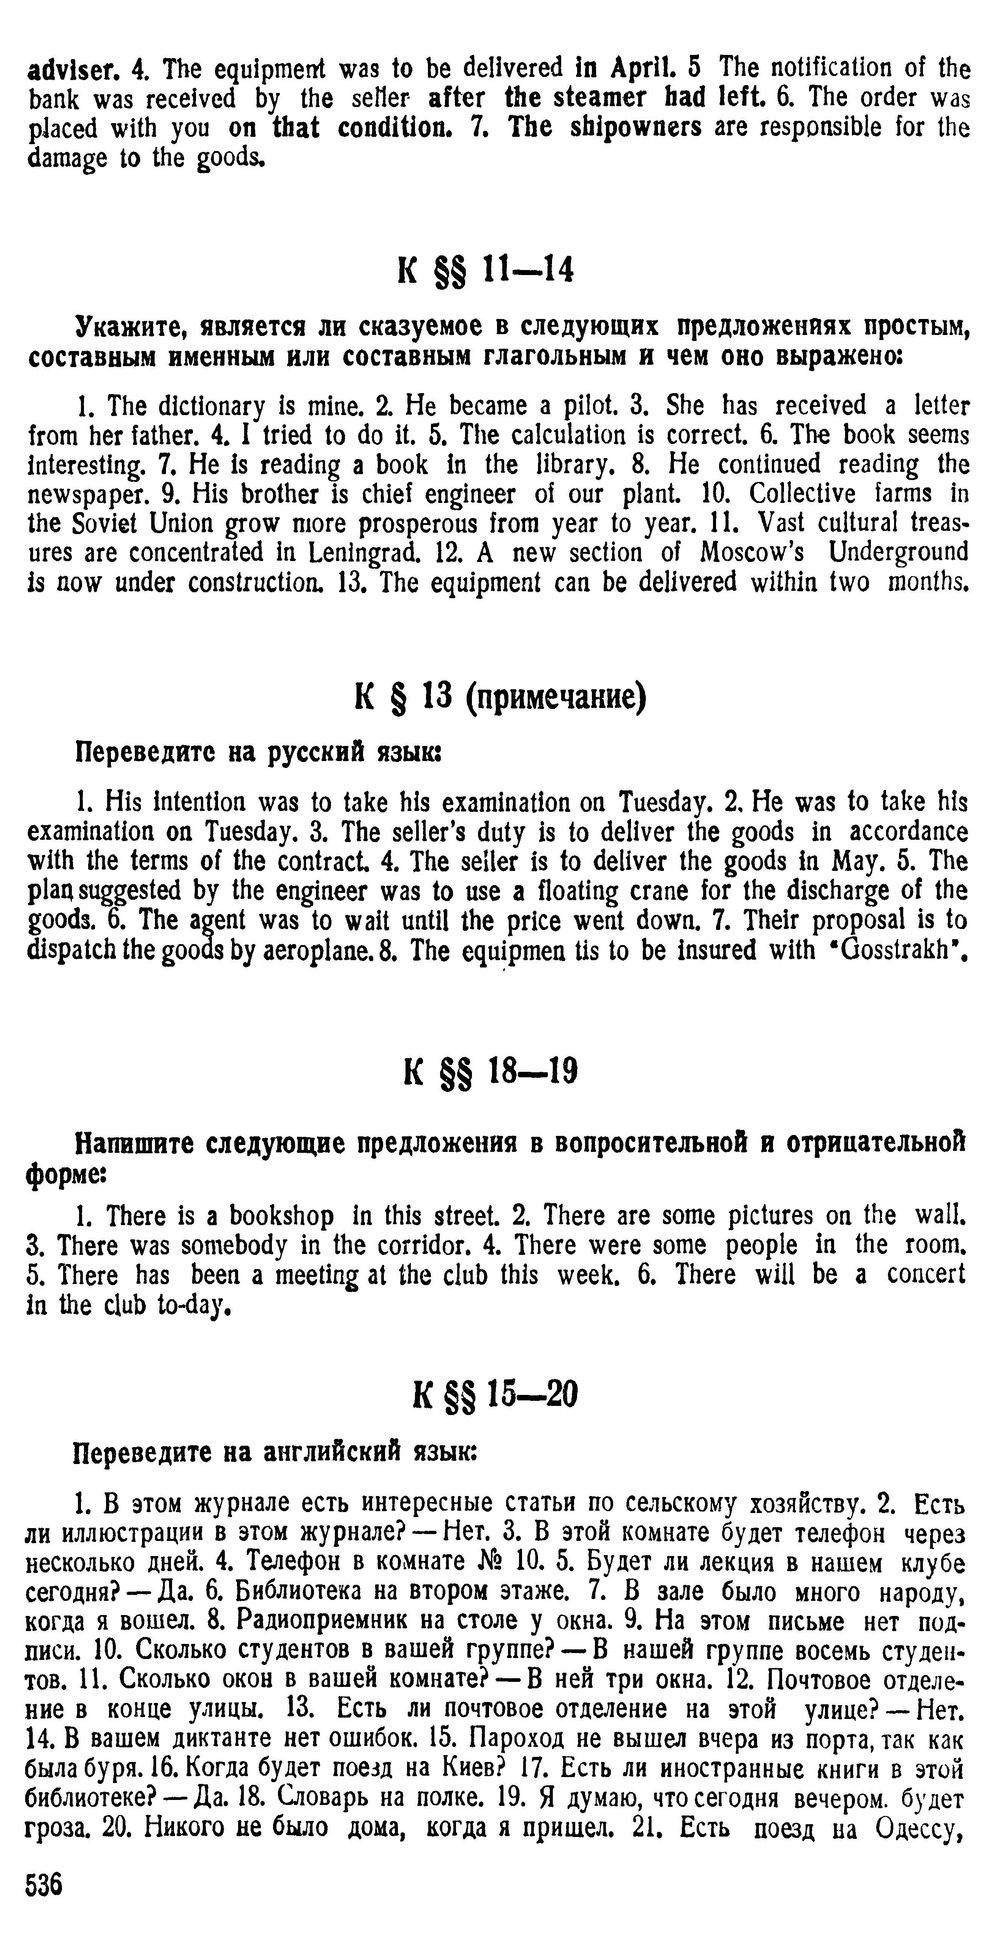 adviser. 4. The equipment was to be delivered in April. 5 The notification of the
bank was received by the seller after the steamer had left. 6. The order was
placed with you on that condition. 7. The shipowners are responsible for the
damage to the goods.
К §§ 11—14
Укажите, является ли сказуемое в следующих предложениях простым,
составным именным или составным глагольным и чем оно выражено:
1. The dictionary is mine. 2. He became a pilot. 3. She has received a letter
from her father. 4. I tried to do it. 5. The calculation is correct. 6. The book seems
interesting. 7. He is reading a book in the library. 8. He continued reading the
newspaper. 9. His brother is chief engineer of our plant. 10. Collective farms in
the Soviet Union grow more prosperous from year to year. 11. Vast cultural treas-
ures are concentrated in Leningrad. 12. A new section of Moscow's Underground
is now under construction. 13. The equipment can be delivered within two months.
К § 13 (примечание)
Переведите на русский язык:
1. His intention was to take his examination on Tuesday. 2. He was to take his
examination on Tuesday. 3. The seller's duty is to deliver the goods in accordance
with the terms of the contract. 4. The seller is to deliver the goods in May. 5. The
plan suggested by the engineer was to use a floating crane for the discharge of the
goods. 6. The agent was to wait until the price went down. 7. Their proposal is to
dispatch the goods by aeroplane. 8. The equipmen tis to be insured with "Gosstrakh".
К §§ 18—19
Напишите следующие предложения в вопросительной и отрицательной
форме:
1. There is a bookshop in this street. 2. There are some pictures on the wall.
3. There was somebody in the corridor. 4. There were some people in the room.
5. There has been a meeting at the club this week. 6. There will be a concert
in the club to-day.
К §§ 15—20
Переведите на английский язык:
1. В этом журнале есть интересные статьи по сельскому хозяйству. 2. Есть
ли иллюстрации в этом журнале? — Нет. 3. В этой комнате будет телефон через
несколько дней. 4. Телефон в комнате № 10. 5. Будет ли лекция в нашем клубе
сегодня? — Да. 6. Библиотека на втором этаже. 7. В зале было много народу,
когда я вошел. 8. Радиоприемник на столе у окна. 9. На этом письме нет под-
писи. 10. Сколько студентов в вашей группе? — В нашей группе восемь студен-
тов. 11. Сколько окон в вашей комнате? — В ней три окна. 12. Почтовое отделе-
ние в конце улицы. 13. Есть ли почтовое отделение на этой улице? — Нет.
14. В вашем диктанте нет ошибок. 15. Пароход не вышел вчера из порта, так как
была буря. 16. Когда будет поезд на Киев? 17. Есть ли иностранные книги в этой
библиотеке? — Да. 18. Словарь на полке. 19. Я думаю, что сегодня вечером. будет
гроза. 20. Никого не было дома, когда я пришел. 21. Есть поезд на Одессу,
536